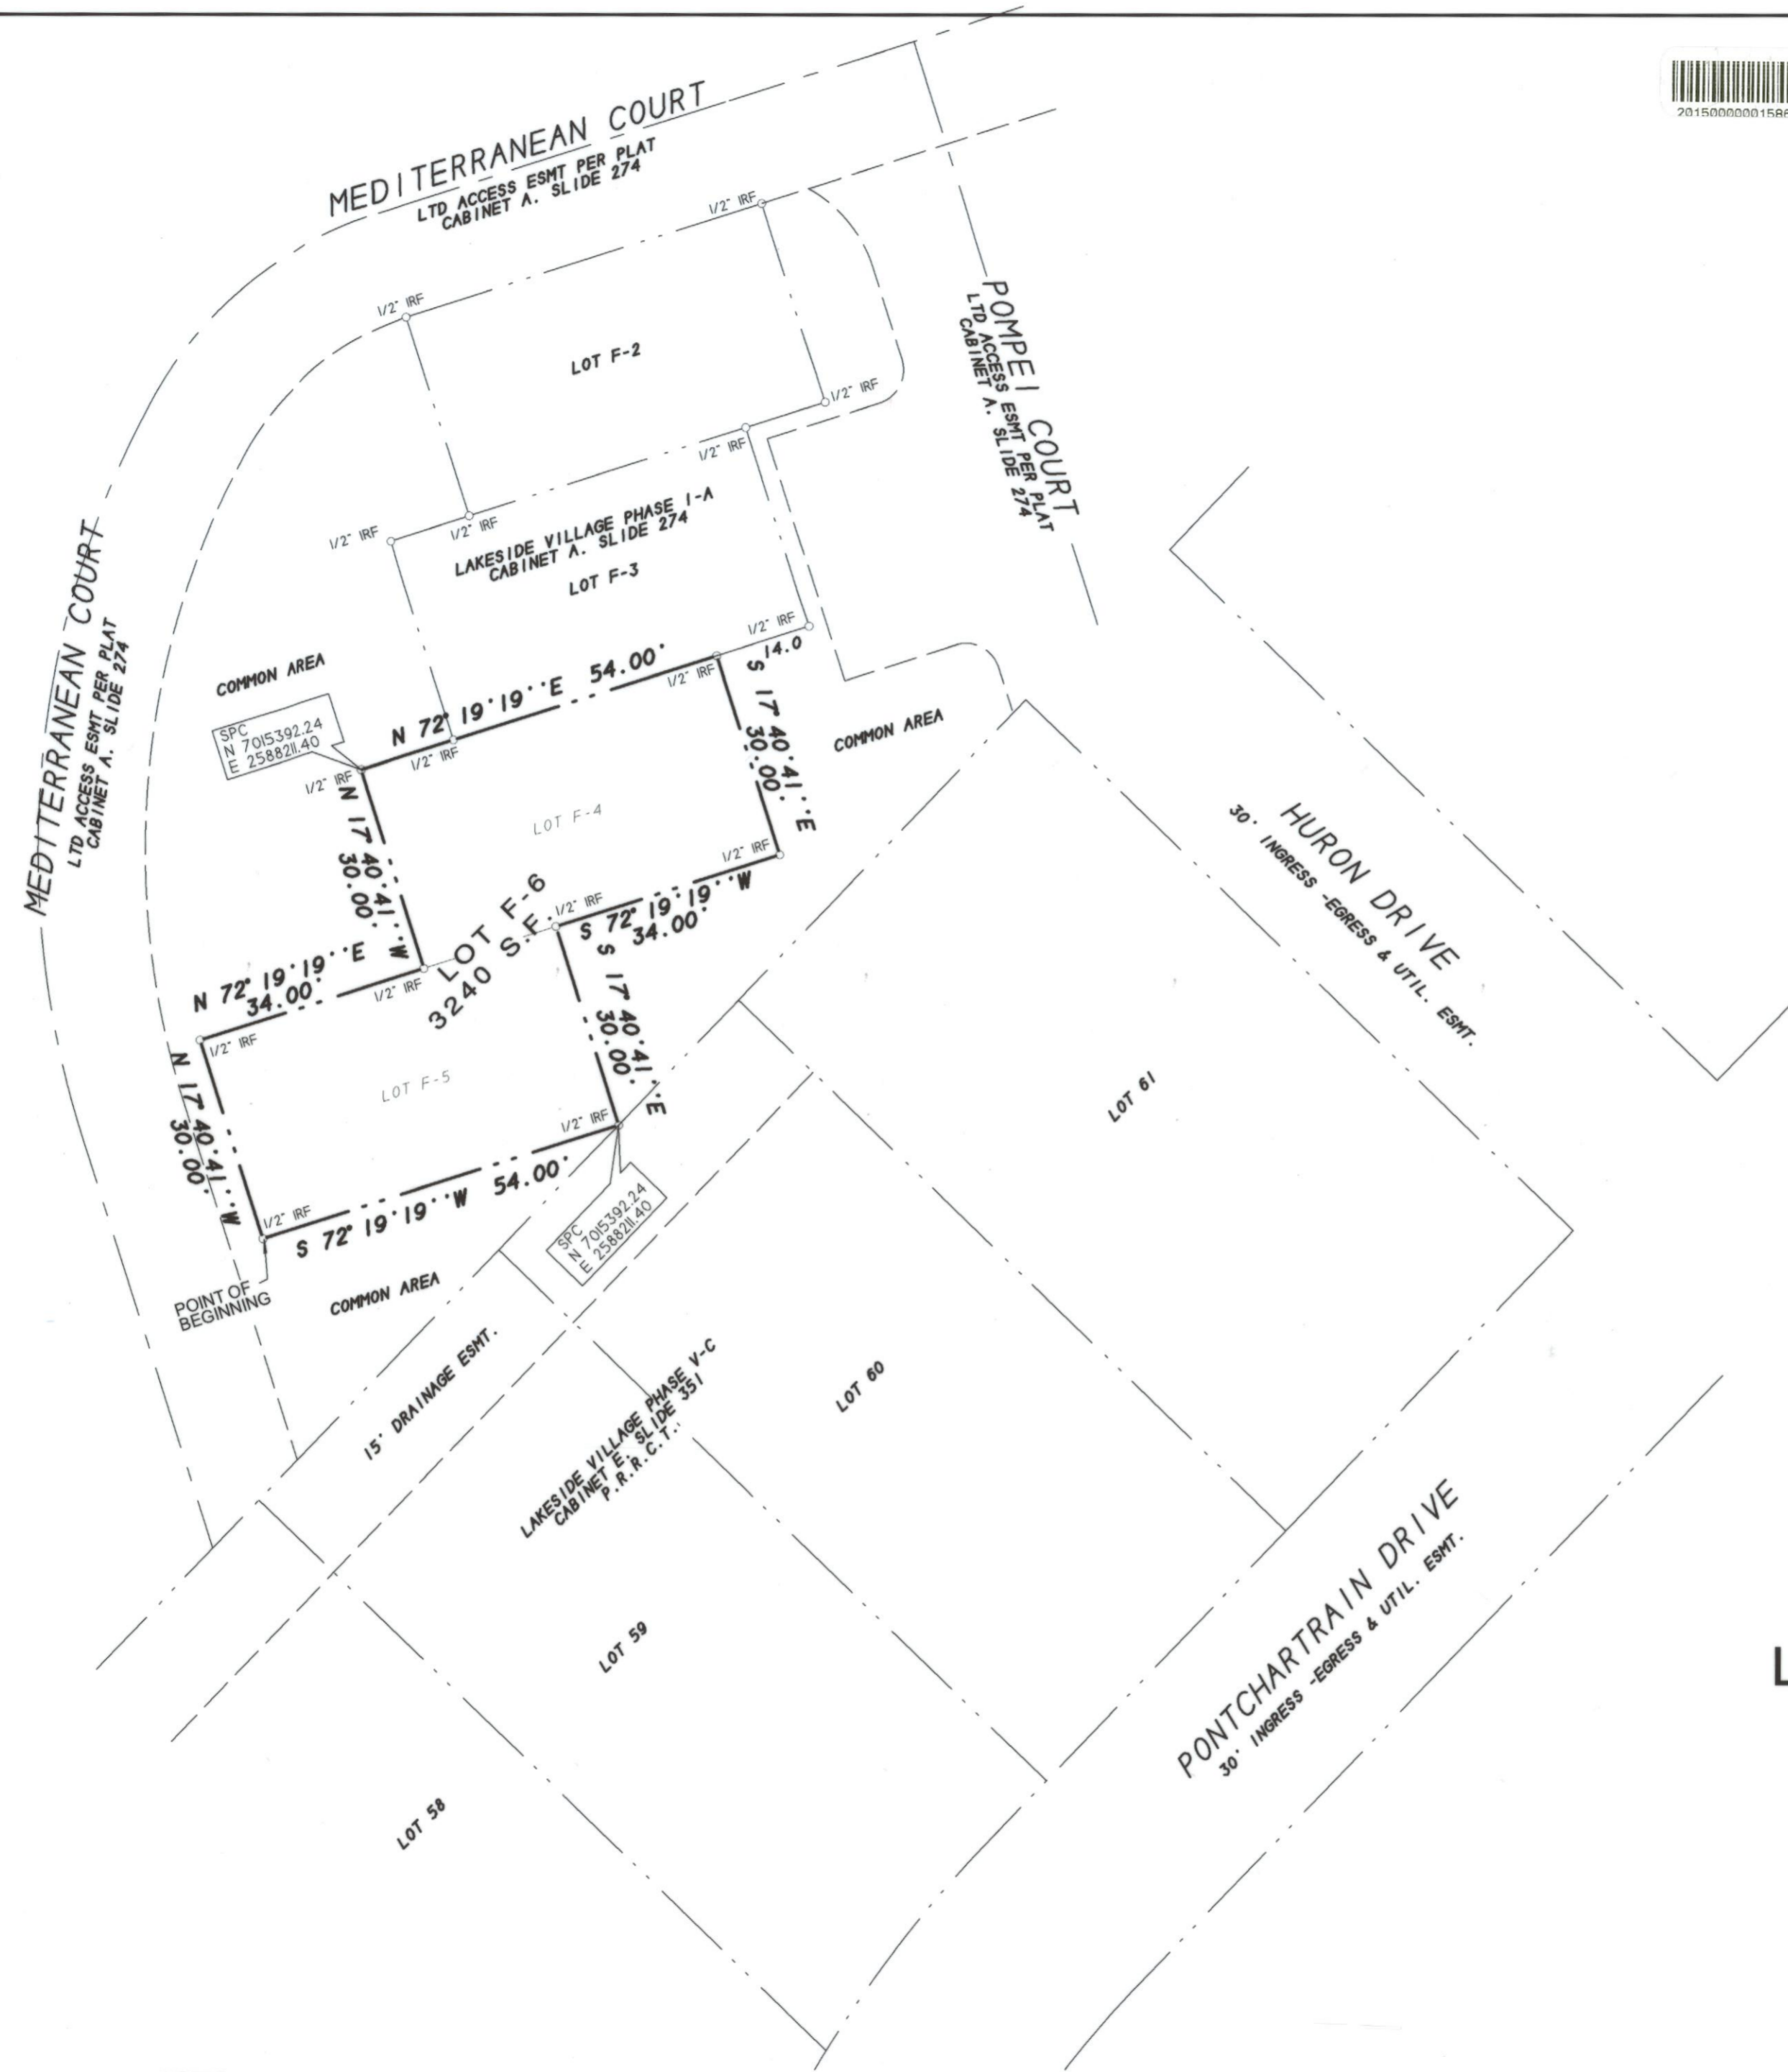 2015000000158
MEDITERRANEAN COURT
LTD ACCESS ESMT PER PLAT
CABINET A. SLIDE 274
1/2" IRF
1/2" IRF
LOT F-2
POMPEI COURT
LTD ACCESS ESMT PER PLAT
CABINET A. SLIDE 274
1/2" IRF
1/2" IRF
1/2" IRF
1/2" IRF
LAKESIDE VILLAGE PHASE 1-A
CABINET A. SLIDE 274
LOT F-3
MEDITERRANEAN COURT
LTD ACCESS ESMT PER PLAT
CABINET A. SLIDE 274
COMMON AREA
SPC
N 7015392.24
E 2588211.40
N 72° 19' 19'' E 54.00'
1/2" IRF
14.0
1/2" IRF
1/2" IRF
1/2" IRF
S 17° 40' 41'' E
30.00'
COMMON AREA
N 17° 40' 41'' W
30.00'
LOT F-4
1/2" IRF
LOT F-6
3240 S.F.
1/2" IRF
S 72° 19' 19'' W
34.00'
N 72° 19' 19'' E
34.00'
1/2" IRF
1/2" IRF
S 17° 40' 41'' E
30.00'
N 17° 40' 41'' W
30.00'
LOT F-5
1/2" IRF
1/2" IRF
S 72° 19' 19'' W 54.00'
SPC
N 7015392.24
E 2588211.40
POINT OF
BEGINNING
COMMON AREA
HURON DRIVE
30' INGRESS -EGRESS & UTIL. ESMT.
LOT 61
15' DRAINAGE ESMT.
LAKESIDE VILLAGE PHASE V-C
CABINET E. SLIDE 351
P.R.R.C.T.
LOT 60
LOT 59
LOT 58
PONTCHARTRAIN DRIVE
30' INGRESS -EGRESS & UTIL. ESMT.
L